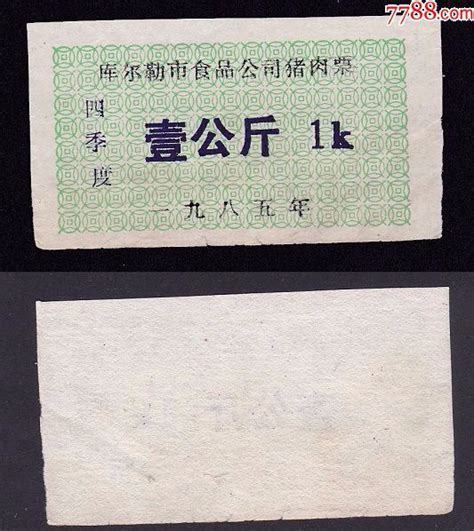 7788.com
库尔勒市食品公司猪肉票
四季度
壹公斤 1k
一九八五年